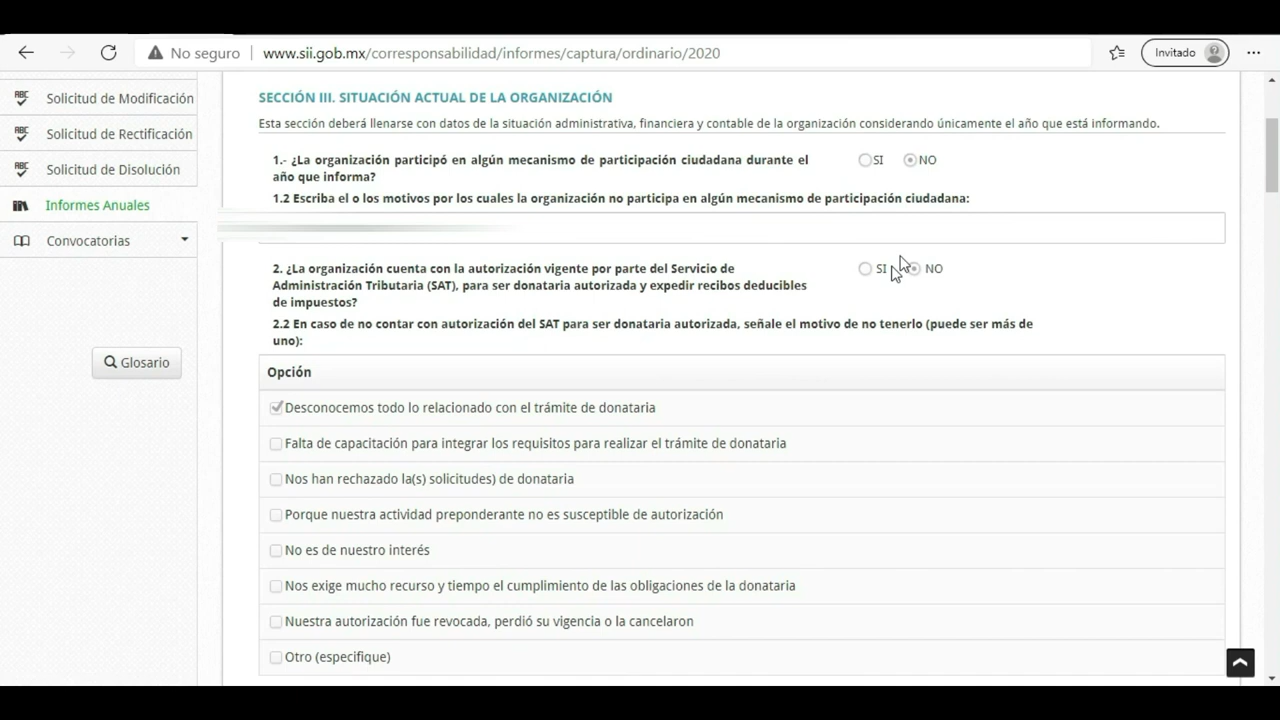 No seguro
www.sii.gob.mx/corresponsabilidad/informes/captura/ordinario/2020
Invitado
Solicitud de Modificación
Solicitud de Rectificación
Solicitud de Disolución
Informes Anuales
Convocatorias
Glosario
SECCIÓN III. SITUACIÓN ACTUAL DE LA ORGANIZACIÓN
Esta sección deberá llenarse con datos de la situación administrativa, financiera y contable de la organización considerando únicamente el año que está informando.
1.- ¿La organización participó en algún mecanismo de participación ciudadana durante el
año que informa?
SI NO
1.2 Escriba el o los motivos por los cuales la organización no participa en algún mecanismo de participación ciudadana:
2. ¿La organización cuenta con la autorización vigente por parte del Servicio de
Administración Tributaria (SAT), para ser donataria autorizada y expedir recibos deducibles
de impuestos?
SI NO
2.2 En caso de no contar con autorización del SAT para ser donataria autorizada, señale el motivo de no tenerlo (puede ser más de
uno):
Opción
Desconocemos todo lo relacionado con el trámite de donataria
Falta de capacitación para integrar los requisitos para realizar el trámite de donataria
Nos han rechazado la(s) solicitudes) de donataria
Porque nuestra actividad preponderante no es susceptible de autorización
No es de nuestro interés
Nos exige mucho recurso y tiempo el cumplimiento de las obligaciones de la donataria
Nuestra autorización fue revocada, perdió su vigencia o la cancelaron
Otro (especifique)